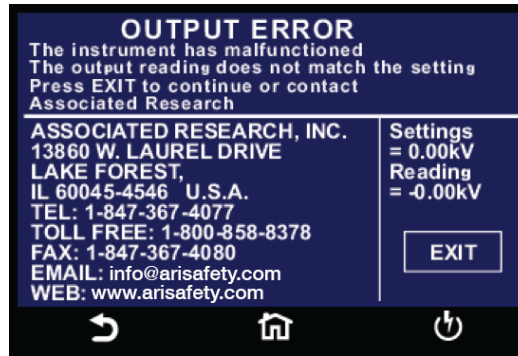 OUTPUT ERROR
The instrument has malfunctioned
The output reading does not match the setting
Press EXIT to continue or contact
Associated Research
ASSOCIATED RESEARCH, INC.
13860 W. LAUREL DRIVE
LAKE FOREST,
IL 60045-4546 U.S.A.
TEL: 1-847-367-4077
TOLL FREE: 1-800-858-8378
FAX: 1-847-367-4080
EMAIL: info@arisafety.com
WEB: www.arisafety.com
Settings
= 0.00kV
Reading
= -0.00kV
EXIT